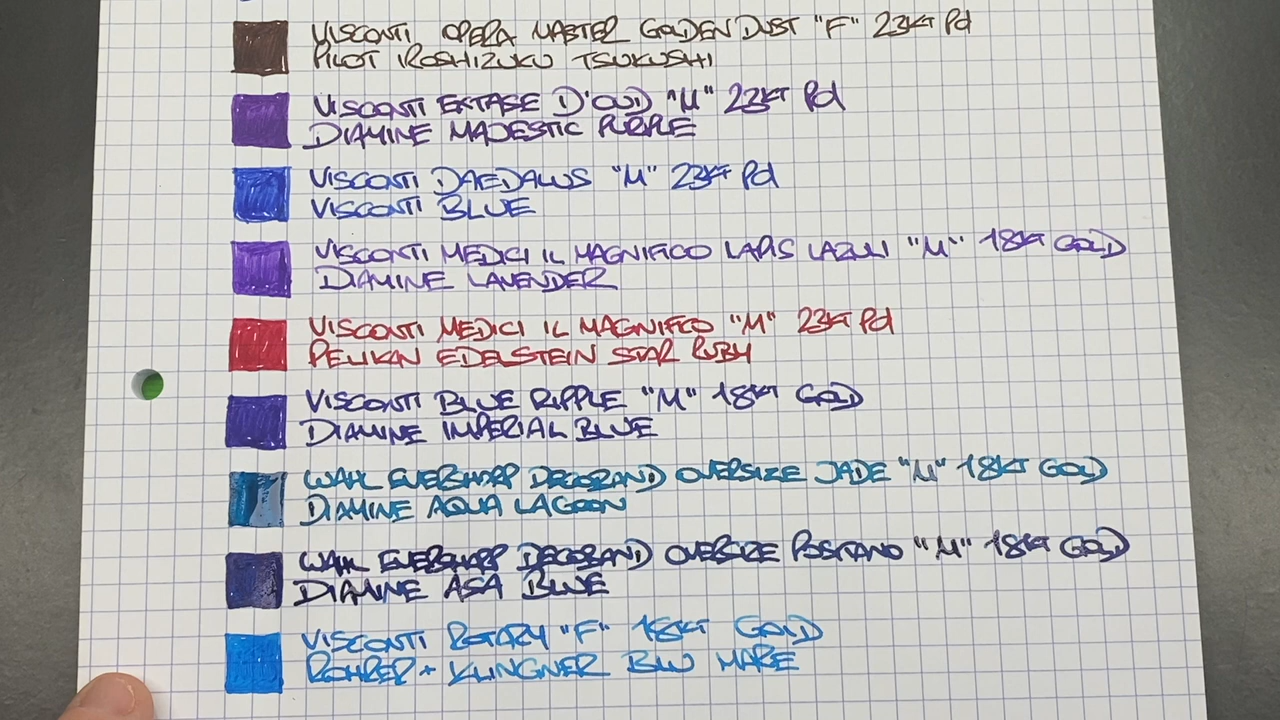 VISCONTI OPERA MASTER GOLDEN DUST "F" 23KT Pd
PILOT IROSHIZUKU TSUKUSHI
VISCONTI EXTASE D'OUD "M" 23KT Pd
DIAMINE MAJESTIC PURPLE
VISCONTI DAEDALUS "M" 23KT Pd
VISCONTI BLUE
VISCONTI MEDICI IL MAGNIFICO LAPIS LAZULI "M" 18KT GOLD
DIAMINE LAVENDER
VISCONTI MEDICI IL MAGNIFICO "M" 23KT Pd
PELIKAN EDELSTEIN STAR RUBY
VISCONTI BLUE RIPPLE "M" 18KT GOLD
DIAMINE IMPERIAL BLUE
WAHL EVERSHARP DECOBAND OVERSIZE JADE "M" 18KT GOLD
DIAMINE AQUA LAGOON
WAHL EVERSHARP DECOBAND OVERSIZE POSITANO "M" 18KT GOLD
DIAMINE ASA BLUE
VISCONTI ROTARY "F" 18KT GOLD
ROHRER + KLINGNER BLU MARE